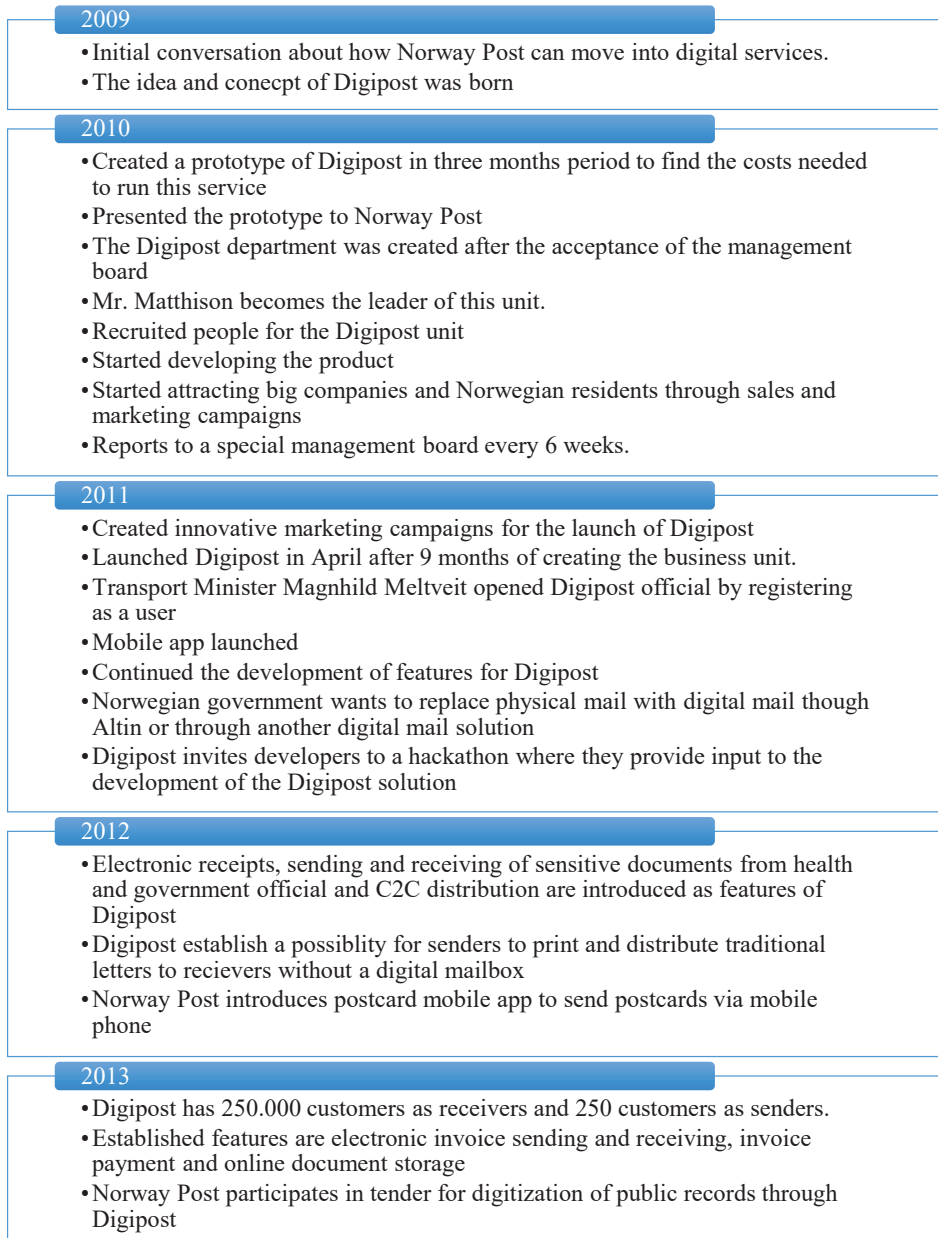 2009
•Initial conversation about how Norway Post can move into digital services.
•The idea and conecpt of Digipost was born
2010
•Created a prototype of Digipost in three months period to find the costs needed
to run this service
•Presented the prototype to Norway Post
•The Digipost department was created after the acceptance of the management
board
•Mr. Matthison becomes the leader of this unit.
•Recruited people for the Digipost unit
•Started developing the product
•Started attracting big companies and Norwegian residents through sales and
marketing campaigns
•Reports to a special management board every 6 weeks.
2011
•Created innovative marketing campaigns for the launch of Digipost
•Launched Digipost in April after 9 months of creating the business unit.
•Transport Minister Magnhild Meltveit opened Digipost official by registering
as a user
•Mobile app launched
•Continued the development of features for Digipost
•Norwegian government wants to replace physical mail with digital mail though
Altin or through another digital mail solution
•Digipost invites developers to a hackathon where they provide input to the
development of the Digipost solution
2012
•Electronic receipts, sending and receiving of sensitive documents from health
and government official and C2C distribution are introduced as features of
Digipost
•Digipost establish a possiblity for senders to print and distribute traditional
letters to recievers without a digital mailbox
•Norway Post introduces postcard mobile app to send postcards via mobile
phone
2013
•Digipost has 250.000 customers as receivers and 250 customers as senders.
•Established features are electronic invoice sending and receiving, invoice
payment and online document storage
•Norway Post participates in tender for digitization of public records through
Digipost